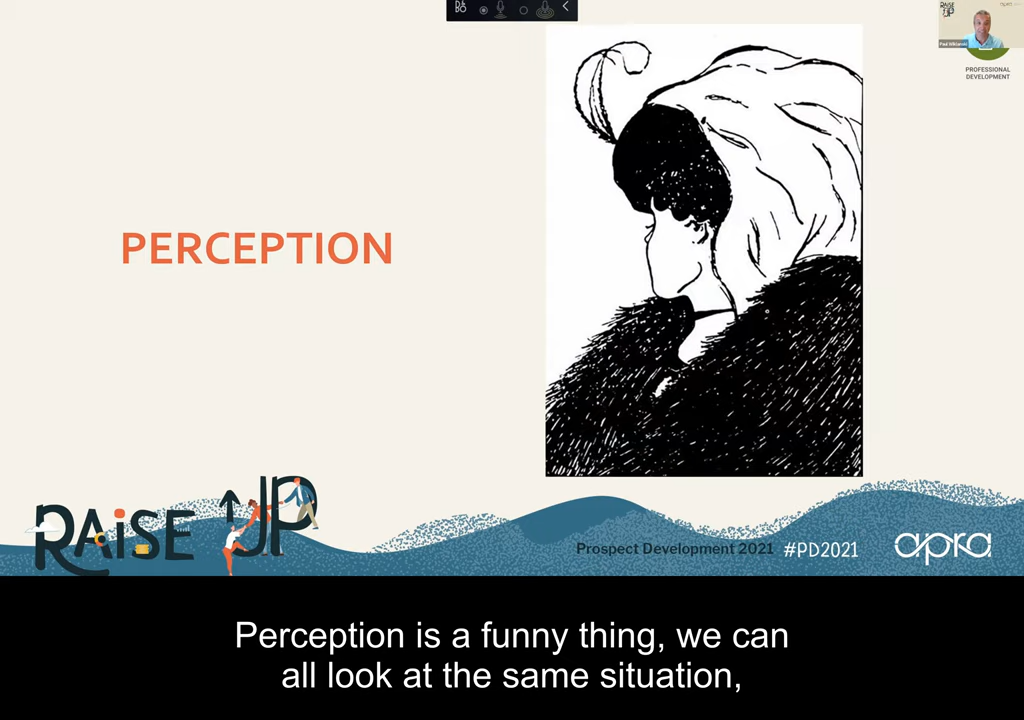 PROFESSIONAL
DEVELOPMENT
PERCEPTION
RAiSE UP
Prospect Development 2021 #PD2021
apra
Perception is a funny thing, we can
all look at the same situation,